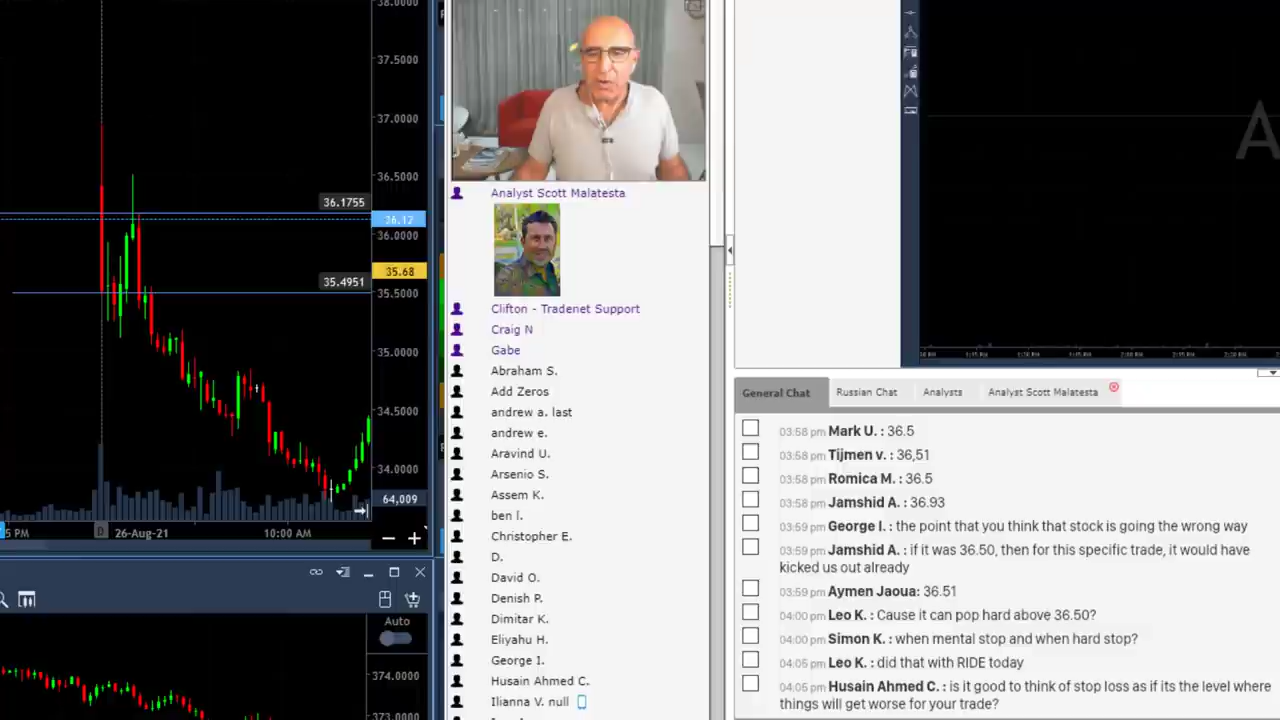 38.0000
37.5000
37.0000
36.5000
36.1755
36.12
36.0000
35.68
35.4951
35.5000
35.0000
34.5000
34.0000
64,009
5 PM
26-Aug-21
10:00 AM
Auto
374.0000
373.0000
Analyst Scott Malatesta
Clifton - Tradenet Support
Craig N
Gabe
Abraham S.
Add Zeros
andrew a. last
andrew e.
Aravind U.
Arsenio S.
Assem K.
ben l.
Christopher E.
D.
David O.
Denish P.
Dimitar K.
Eliyahu H.
George I.
Husain Ahmed C.
Ilianna V. null
A
General Chat Russian Chat Analysts Analyst Scott Malatesta
03:58 pm Mark U. : 36.5
03:58 pm Tijmen v. : 36,51
03:58 pm Romica M. : 36.5
03:58 pm Jamshid A. : 36.93
03:59 pm George I. : the point that you think that stock is going the wrong way
03:59 pm Jamshid A. : if it was 36.50, then for this specific trade, it would have
kicked us out already
03:59 pm Aymen Jaoua: 36.51
04:00 pm Leo K. : Cause it can pop hard above 36.50?
04:00 pm Simon K. : when mental stop and when hard stop?
04:05 pm Leo K. : did that with RIDE today
04:05 pm Husain Ahmed C. : is it good to think of stop loss as if its the level where
things will get worse for your trade?